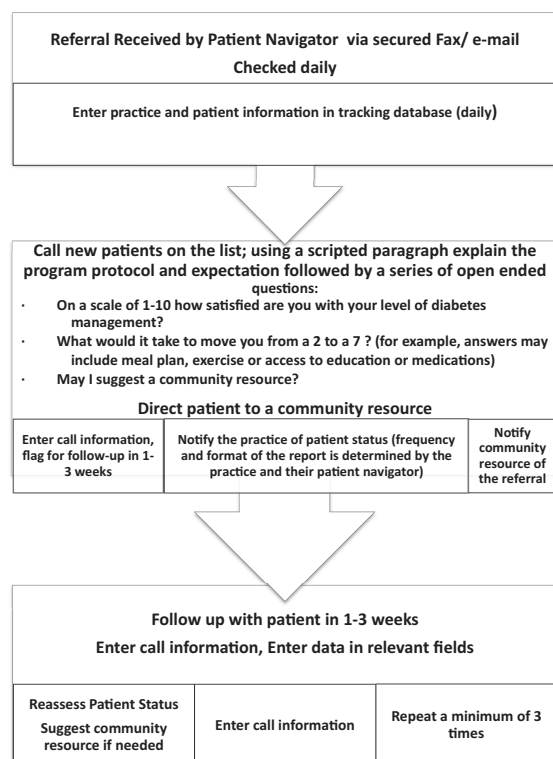 Referral Received by Patient Navigator via secured Fax/ e-mail
Checked daily
Enter practice and patient information in tracking database (daily)
Call new patients on the list; using a scripted paragraph explain the
program protocol and expectation followed by a series of open ended
questions:
· On a scale of 1-10 how satisfied are you with your level of diabetes
management?
· What would it take to move you from a 2 to a 7 ? (for example, answers may
include meal plan, exercise or access to education or medications)
· May I suggest a community resource?
Direct patient to a community resource
Enter call information,
flag for follow-up in 1-
3 weeks
Notify the practice of patient status (frequency
and format of the report is determined by the
practice and their patient navigator)
Notify
community
resource of
the referral
Follow up with patient in 1-3 weeks
Enter call information, Enter data in relevant fields
Reassess Patient Status
Suggest community
resource if needed
Enter call information
Repeat a minimum of 3
times